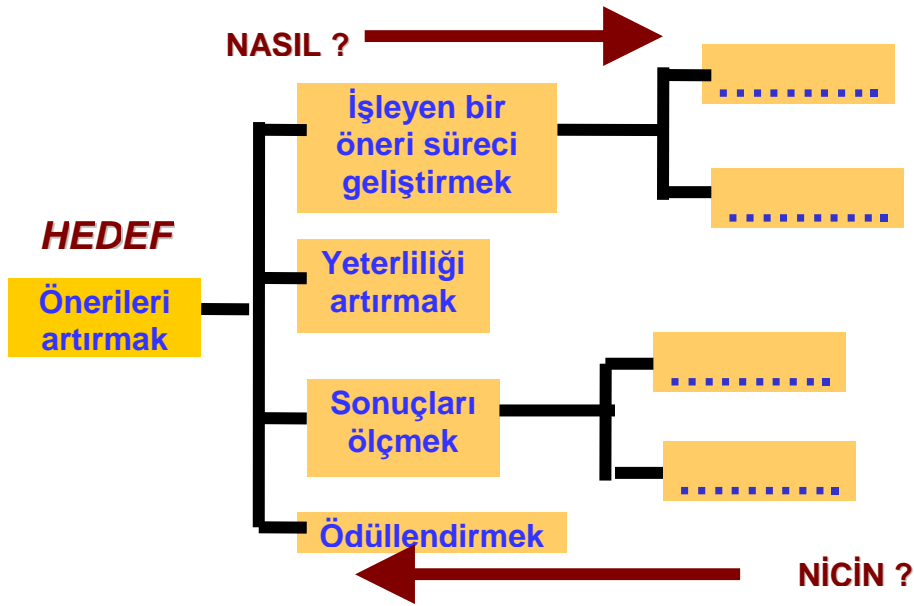 NASIL ?
...........
İşleyen bir
öneri süreci
geliştirmek
...........
HEDEF
Önerileri
artırmak
Yeterliliği
artırmak
...........
Sonuçları
ölçmek
...........
Ödüllendirmek
NİCİN ?